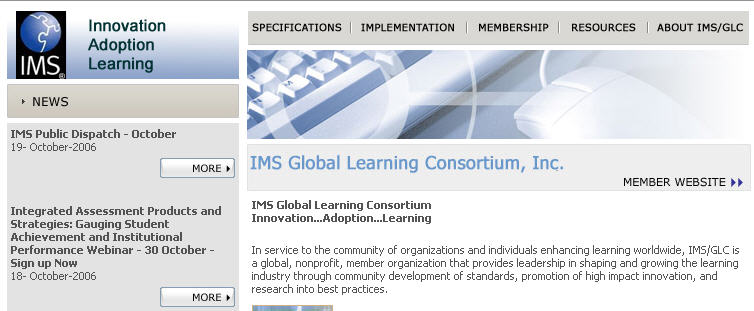 IMS®
Innovation
Adoption
Learning
SPECIFICATIONS | IMPLEMENTATION | MEMBERSHIP | RESOURCES | ABOUT IMS/GLC
NEWS
IMS Public Dispatch - October
19- October-2006
MORE
Integrated Assessment Products and
Strategies: Gauging Student
Achievement and Institutional
Performance Webinar - 30 October -
Sign up Now
18- October-2006
MORE
IMS Global Learning Consortium, Inc.
MEMBER WEBSITE
IMS Global Learning Consortium
Innovation...Adoption...Learning
In service to the community of organizations and individuals enhancing learning worldwide, IMS/GLC is
a global, nonprofit, member organization that provides leadership in shaping and growing the learning
industry through community development of standards, promotion of high impact innovation, and
research into best practices.